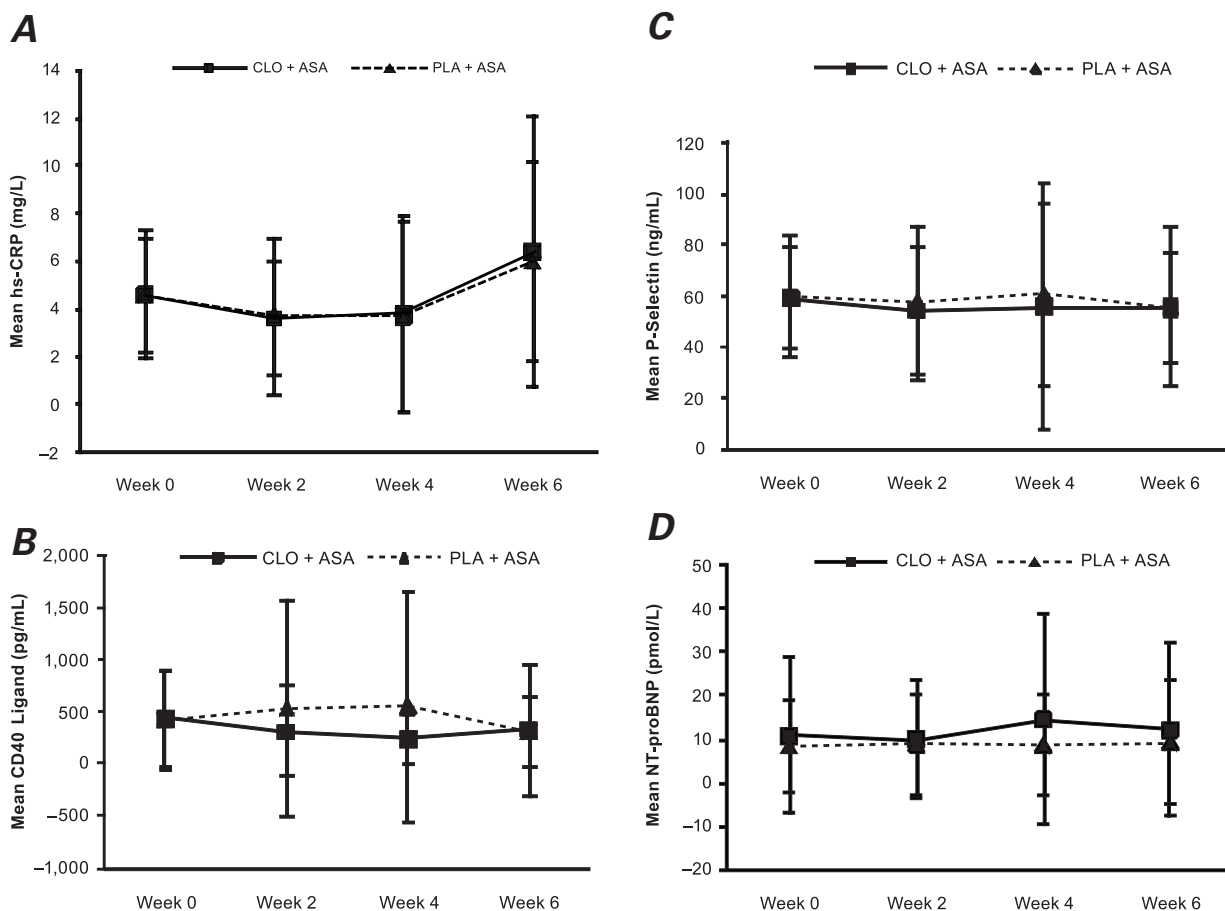 A
CLO + ASA PLA + ASA
Mean hs-CRP (mg/L)
14
12
10
8
6
4
2
0
–2
Week 0 Week 2 Week 4 Week 6
B
CLO + ASA PLA + ASA
Mean CD40 Ligand (pg/mL)
2,000
1,500
1,000
500
0
–500
–1,000
Week 0 Week 2 Week 4 Week 6
C
CLO + ASA PLA + ASA
Mean P-Selectin (ng/mL)
120
100
80
60
40
20
0
Week 0 Week 2 Week 4 Week 6
D
CLO + ASA PLA + ASA
Mean NT-proBNP (pmol/L)
50
40
30
20
10
0
–10
–20
Week 0 Week 2 Week 4 Week 6